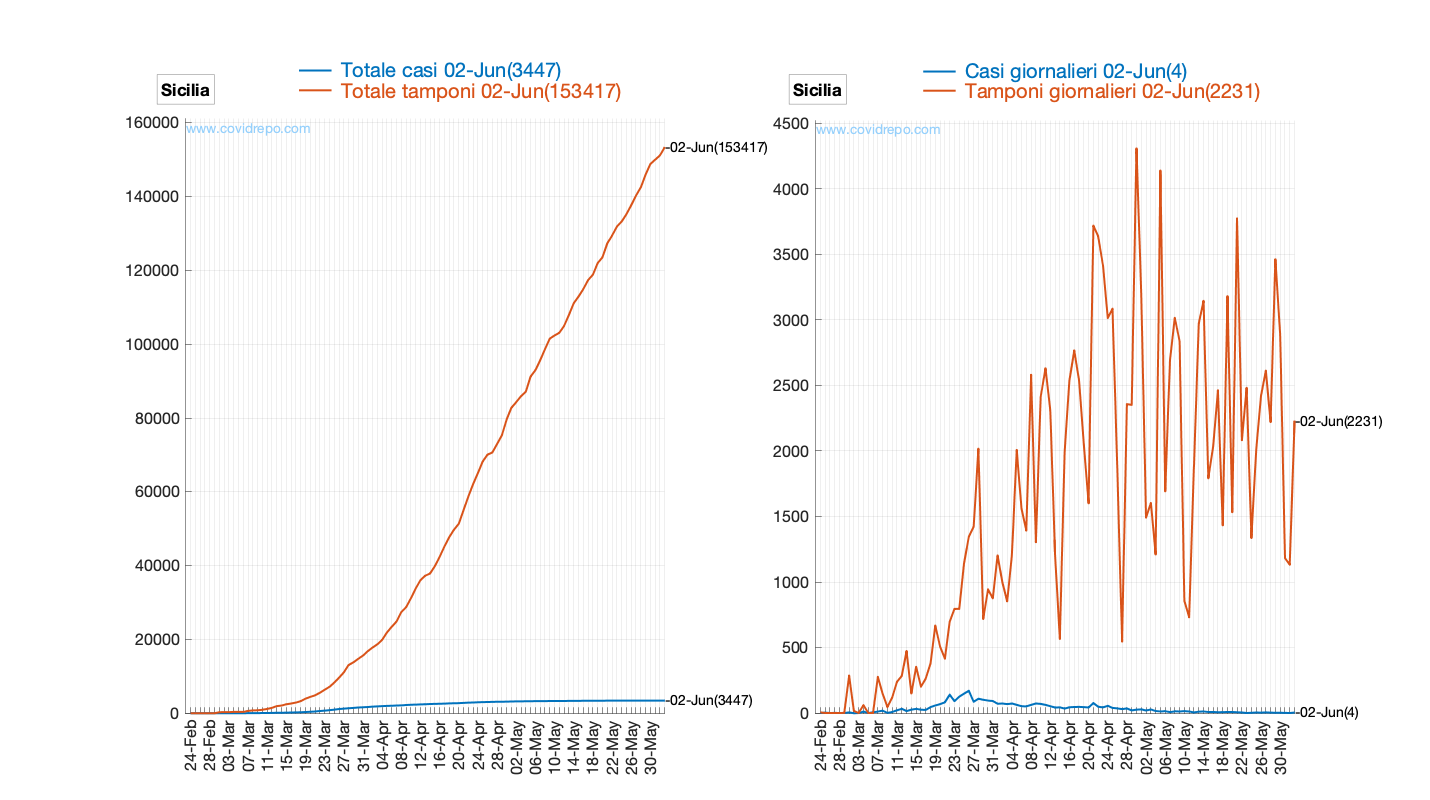 Sicilia
Totale casi 02-Jun(3447)
Totale tamponi 02-Jun(153417)
www.covidrepo.com
160000
140000
120000
100000
80000
60000
40000
20000
0
02-Jun(153417)
02-Jun(3447)
24-Feb
28-Feb
03-Mar
07-Mar
11-Mar
15-Mar
19-Mar
23-Mar
27-Mar
31-Mar
04-Apr
08-Apr
12-Apr
16-Apr
20-Apr
24-Apr
28-Apr
02-May
06-May
10-May
14-May
18-May
22-May
26-May
30-May
Sicilia
Casi giornalieri 02-Jun(4)
Tamponi giornalieri 02-Jun(2231)
www.covidrepo.com
4500
4000
3500
3000
2500
2000
1500
1000
500
0
02-Jun(2231)
02-Jun(4)
24-Feb
28-Feb
03-Mar
07-Mar
11-Mar
15-Mar
19-Mar
23-Mar
27-Mar
31-Mar
04-Apr
08-Apr
12-Apr
16-Apr
20-Apr
24-Apr
28-Apr
02-May
06-May
10-May
14-May
18-May
22-May
26-May
30-May